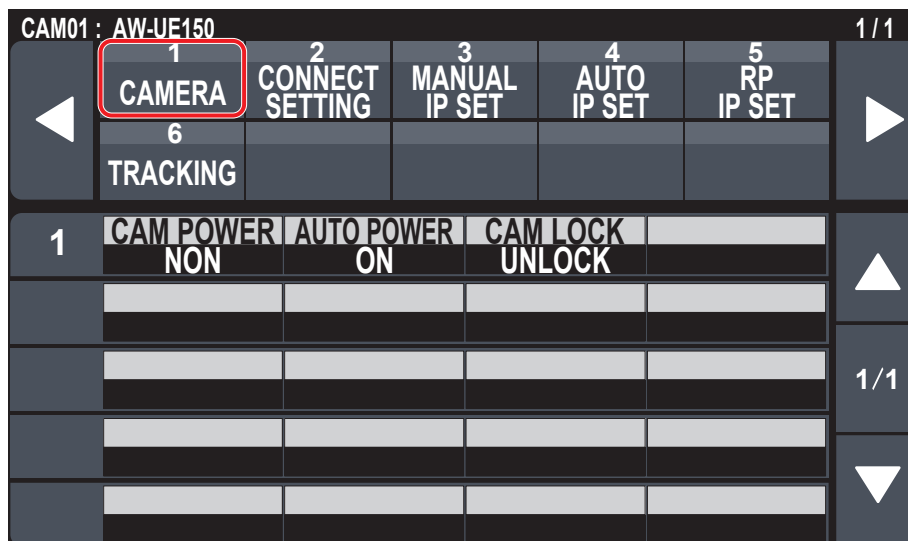 CAM01 : AW-UE150 1 / 1
1 2 3 4 5
CAMERA CONNECT SETTING MANUAL IP SET AUTO IP SET RP IP SET
6
TRACKING
1 CAM POWER AUTO POWER CAM LOCK
NON ON UNLOCK
1/1